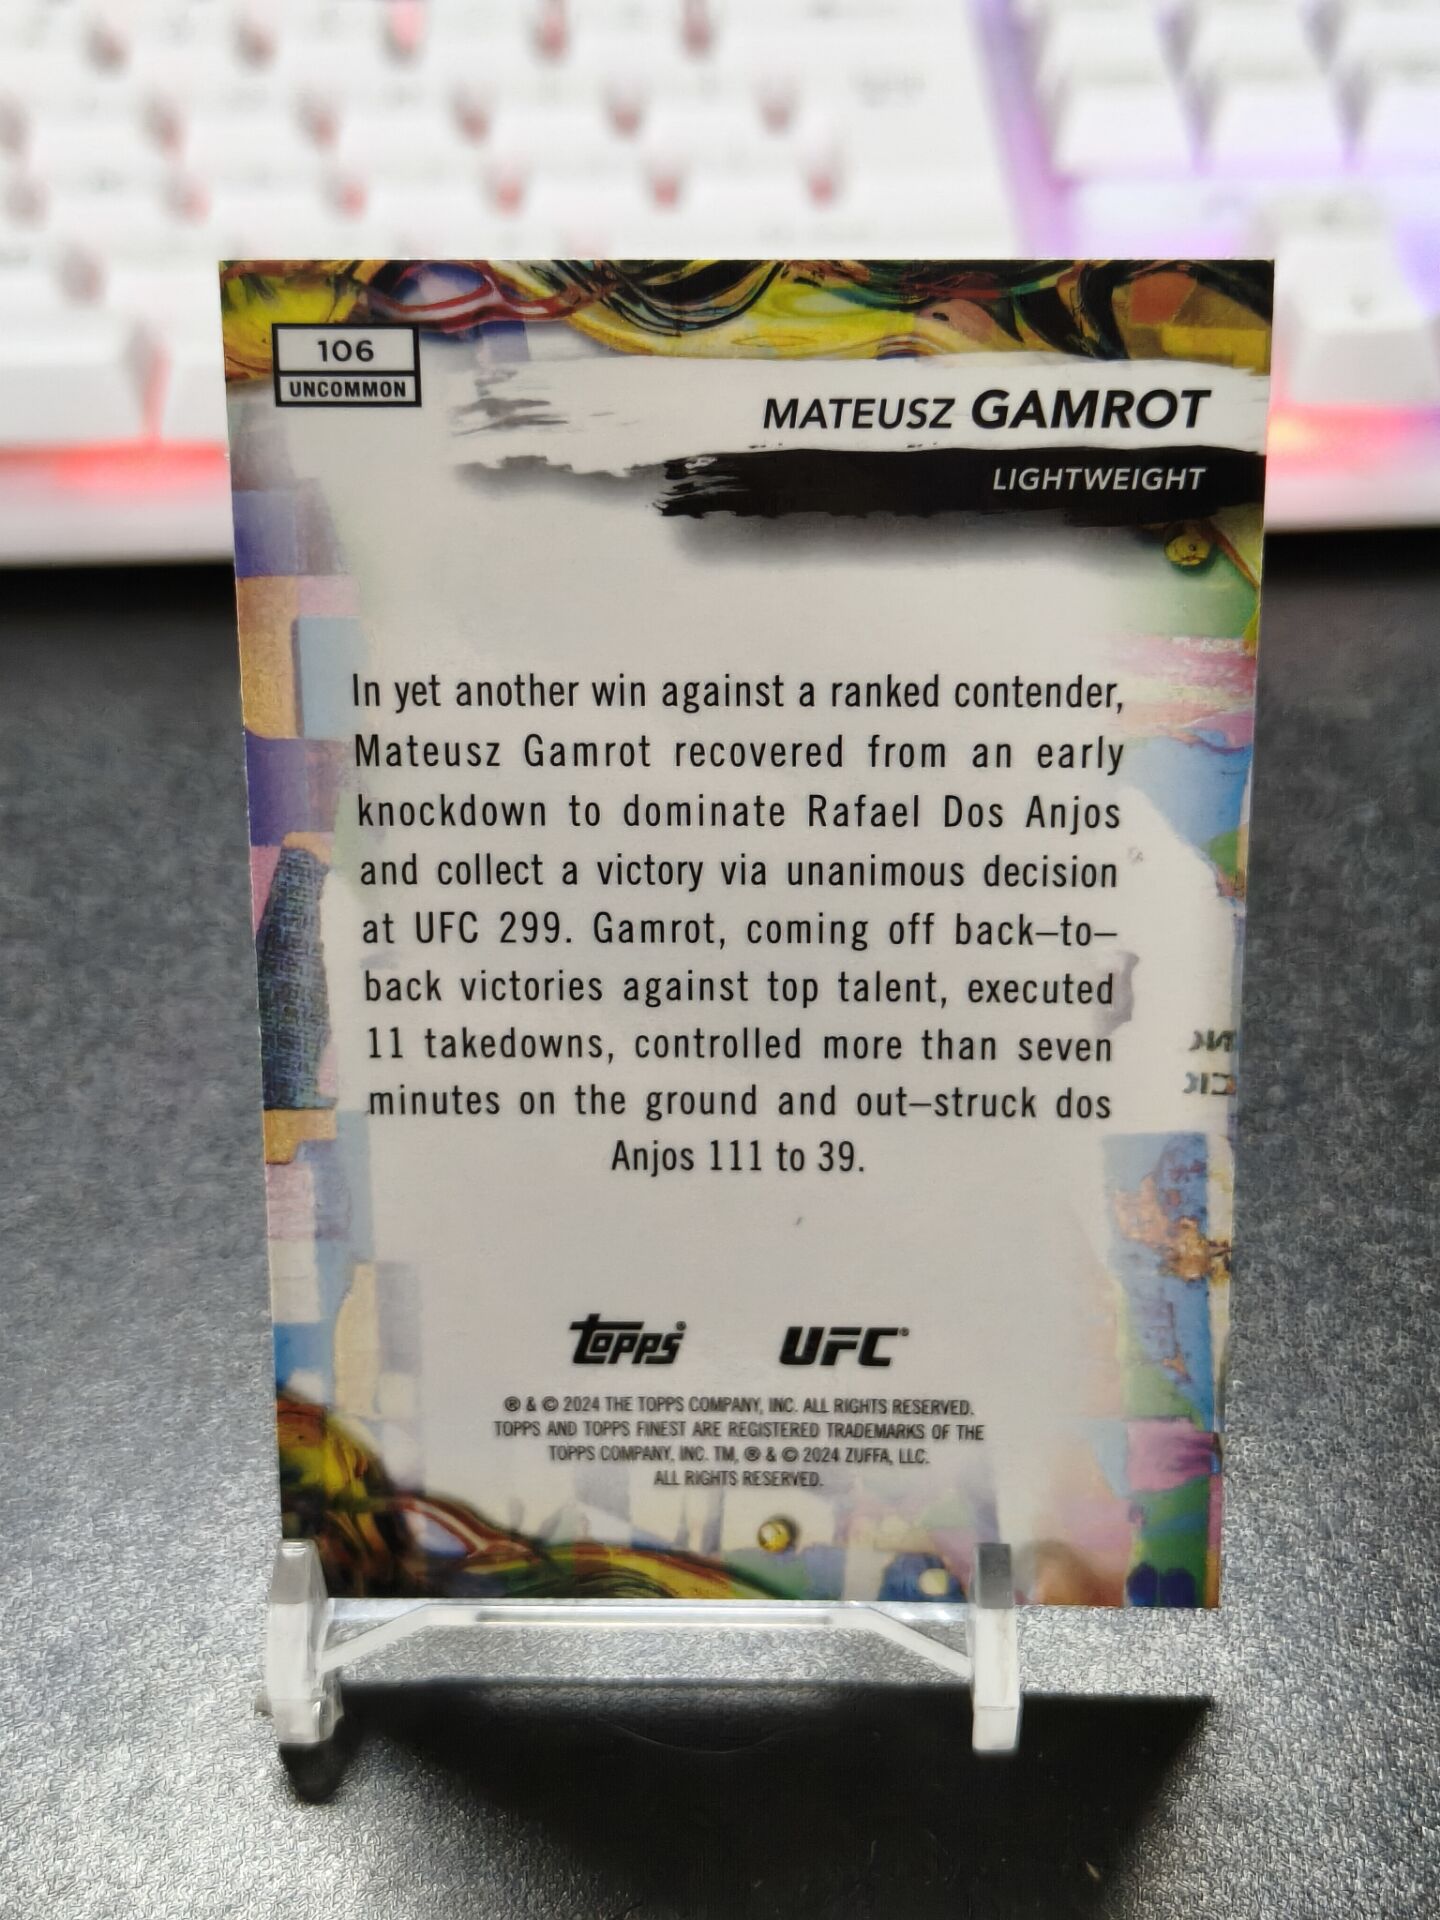 106
UNCOMMON
MATEUSZ GAMROT
LIGHTWEIGHT
In yet another win against a ranked contender,
Mateusz Gamrot recovered from an early
knockdown to dominate Rafael Dos Anjos
and collect a victory via unanimous decision
at UFC 299. Gamrot, coming off back–to–
back victories against top talent, executed
11 takedowns, controlled more than seven
minutes on the ground and out–struck dos
Anjos 111 to 39.
Topps® UFC®
® & © 2024 THE TOPPS COMPANY, INC. ALL RIGHTS RESERVED.
TOPPS AND TOPPS FINEST ARE REGISTERED TRADEMARKS OF THE
TOPPS COMPANY, INC. TM, ® & © 2024 ZUFFA, LLC.
ALL RIGHTS RESERVED.